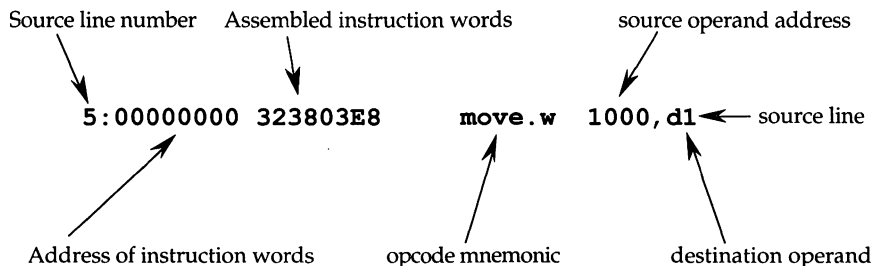 Source line number Assembled instruction words source operand address
5:00000000 323803E8 move.w 1000,d1 source line
Address of instruction words opcode mnemonic destination operand